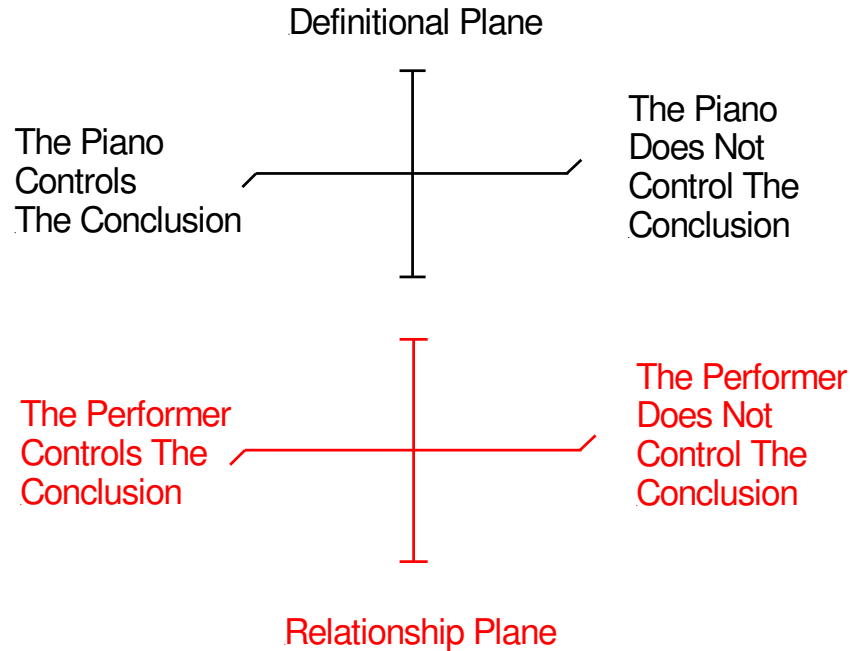 Definitional Plane
The Piano
Controls
The Conclusion
The Piano
Does Not
Control The
Conclusion
The Performer
Controls The
Conclusion
The Performer
Does Not
Control The
Conclusion
Relationship Plane